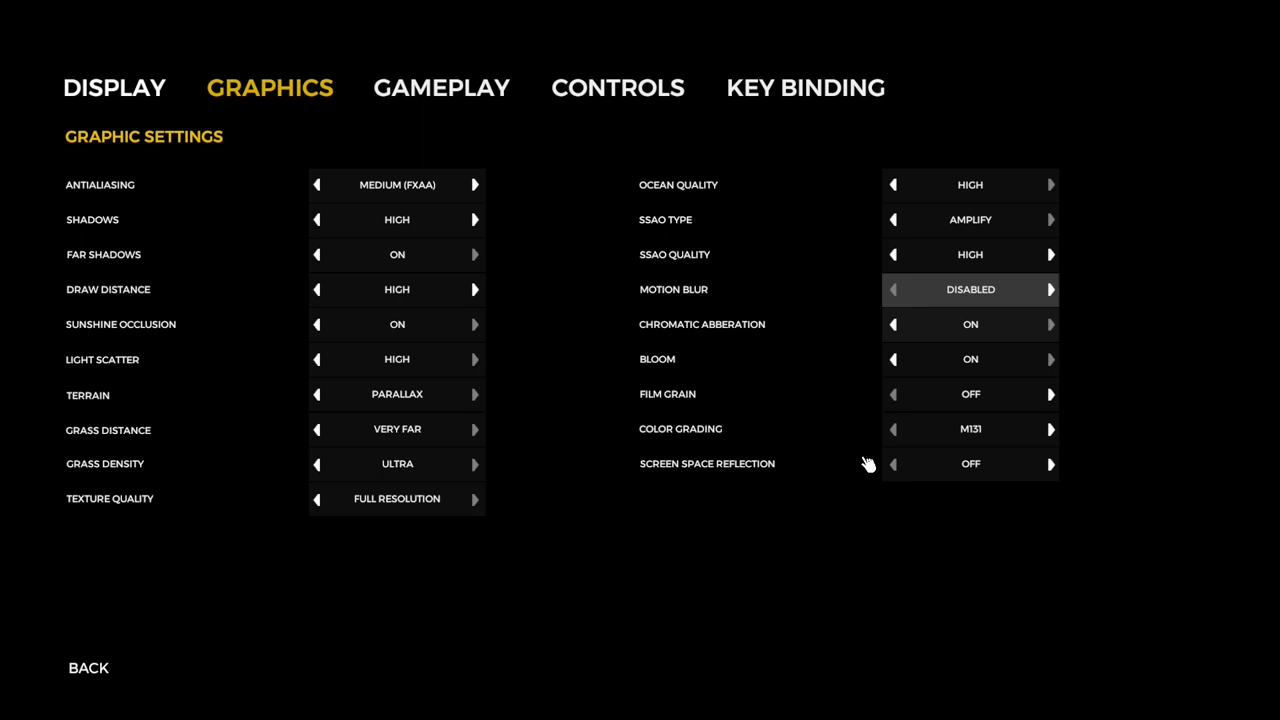 DISPLAY GRAPHICS GAMEPLAY CONTROLS KEY BINDING
GRAPHIC SETTINGS
ANTIALIASING MEDIUM (FXAA)
SHADOWS HIGH
FAR SHADOWS ON
DRAW DISTANCE HIGH
SUNSHINE OCCLUSION ON
LIGHT SCATTER HIGH
TERRAIN PARALLAX
GRASS DISTANCE VERY FAR
GRASS DENSITY ULTRA
TEXTURE QUALITY FULL RESOLUTION
OCEAN QUALITY HIGH
SSAO TYPE AMPLIFY
SSAO QUALITY HIGH
MOTION BLUR DISABLED
CHROMATIC ABBERATION ON
BLOOM ON
FILM GRAIN OFF
COLOR GRADING M131
SCREEN SPACE REFLECTION OFF
BACK